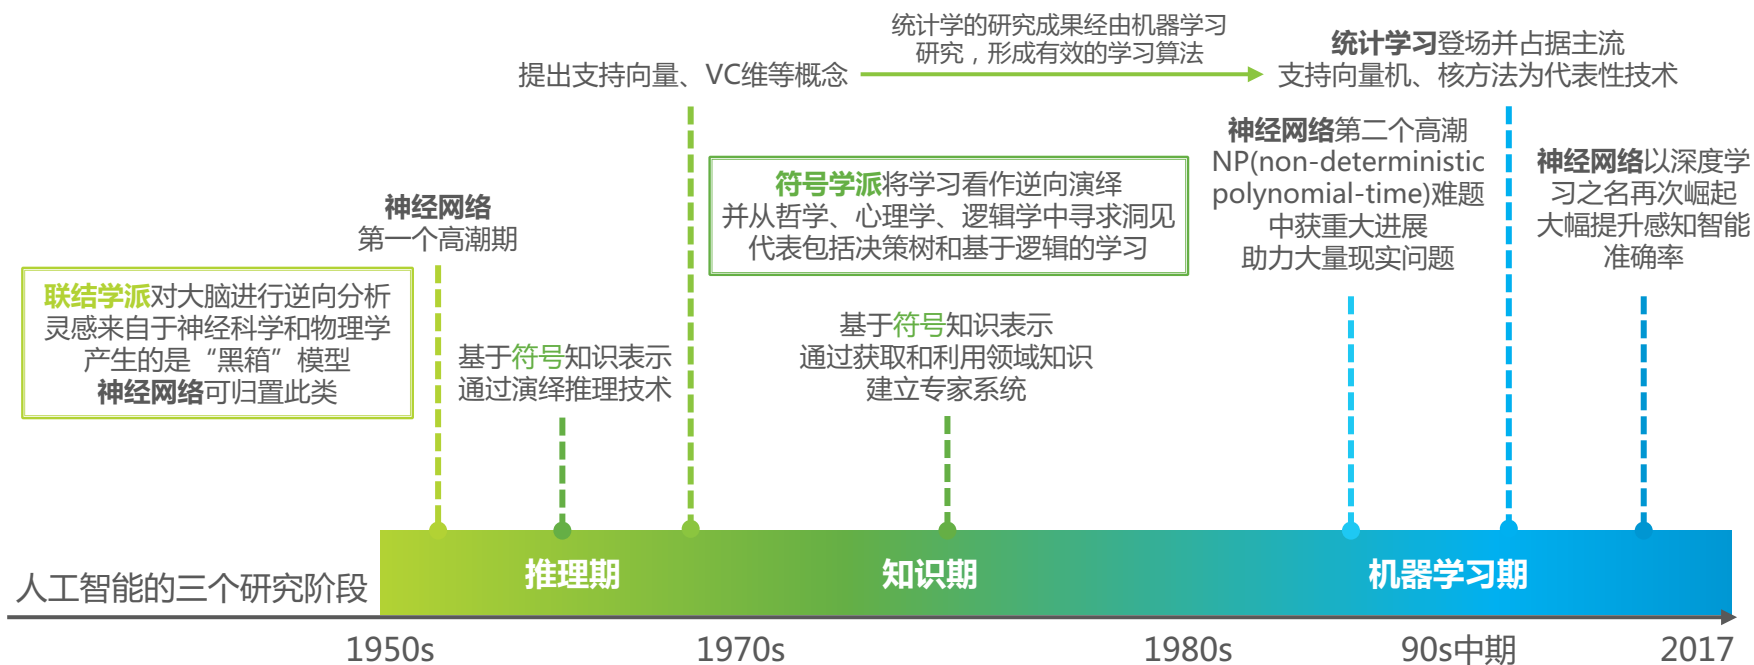 统计学的研究成果经由机器学习
研究，形成有效的学习算法
提出支持向量、VC维等概念
统计学习登场并占据主流
支持向量机、核方法为代表性技术
神经网络
第一个高潮期
符号学派将学习看作逆向演绎
并从哲学、心理学、逻辑学中寻求洞见
代表包括决策树和基于逻辑的学习
神经网络第二个高潮
NP(non-deterministic
polynomial-time)难题
中获重大进展
助力大量现实问题
神经网络以深度学
习之名再次崛起
大幅提升感知智能
准确率
联结学派对大脑进行逆向分析
灵感来自于神经科学和物理学
产生的是“黑箱”模型
神经网络可归置此类
基于符号知识表示
通过演绎推理技术
基于符号知识表示
通过获取和利用领域知识
建立专家系统
人工智能的三个研究阶段
推理期
知识期
机器学习期
1950s
1970s
1980s
90s中期
2017